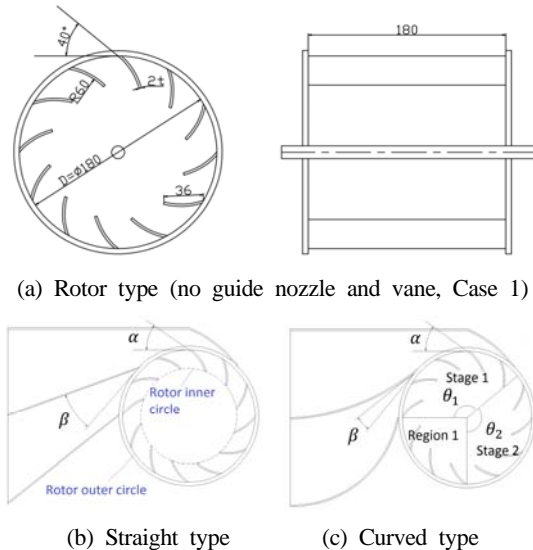 40°
180
R60
2t
D=ø180
36
(a) Rotor type (no guide nozzle and vane, Case 1)
α
β
Rotor inner
circle
Rotor outer circle
α
Stage 1
θ1
β
Region 1
θ2
Stage 2
(b) Straight type
(c) Curved type